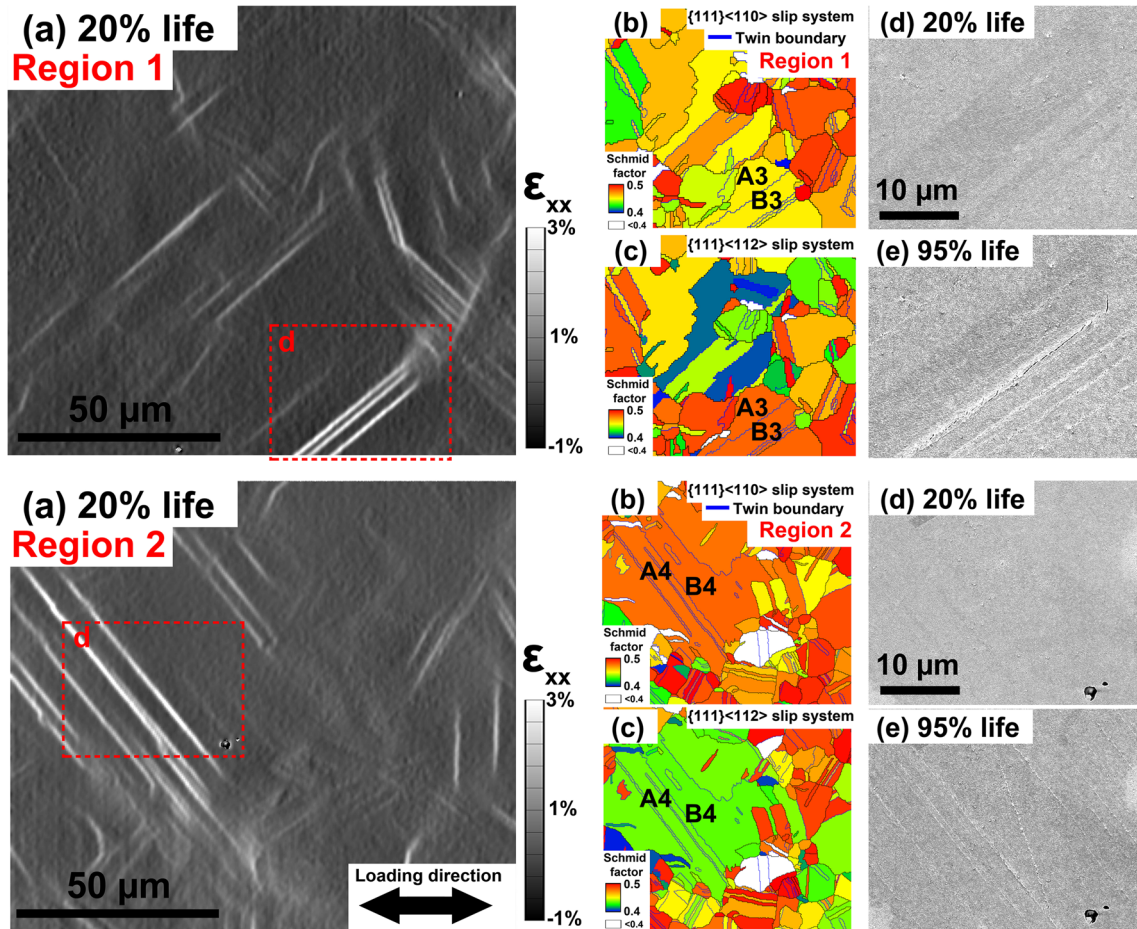 (a) 20% life
Region 1
d
50 µm
εxx
3%
1%
-1%
(b)
{111}<110> slip system
Twin boundary
Region 1
Schmid
factor
0.5
0.4
<0.4
A3
B3
(c)
{111}<112> slip system
Schmid
factor
0.5
0.4
<0.4
A3
B3
(d) 20% life
10 µm
(e) 95% life
(a) 20% life
Region 2
d
50 µm
Loading direction
εxx
3%
1%
-1%
(b)
{111}<110> slip system
Twin boundary
Region 2
A4
B4
Schmid
factor
0.5
0.4
<0.4
(c)
{111}<112> slip system
A4
B4
Schmid
factor
0.5
0.4
<0.4
(d) 20% life
10 µm
(e) 95% life